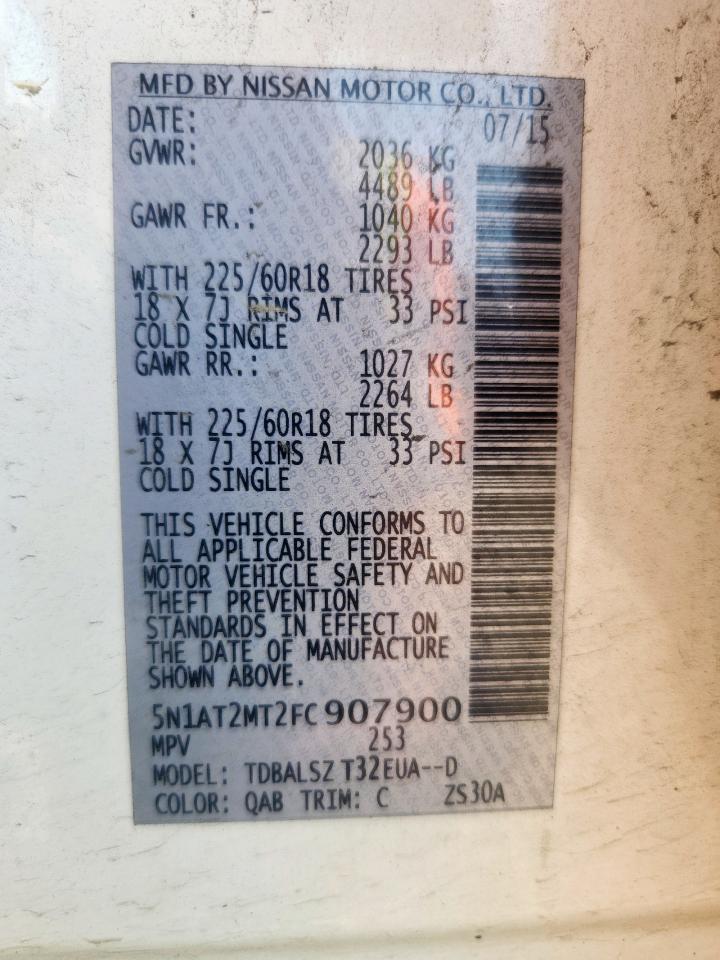 MFD BY NISSAN MOTOR CO., LTD.
DATE: 07/15
GVWR: 2036 KG
4489 LB
GAWR FR.: 1040 KG
2293 LB
WITH 225/60R18 TIRES
18 X 7J RIMS AT 33 PSI
COLD SINGLE
GAWR RR.: 1027 KG
2264 LB
WITH 225/60R18 TIRES
18 X 7J RIMS AT 33 PSI
COLD SINGLE
THIS VEHICLE CONFORMS TO
ALL APPLICABLE FEDERAL
MOTOR VEHICLE SAFETY AND
THEFT PREVENTION
STANDARDS IN EFFECT ON
THE DATE OF MANUFACTURE
SHOWN ABOVE.
5N1AT2MT2FC907900
MPV 253
MODEL: TDBALSZ T32EUA--D
COLOR: QAB TRIM: C ZS30A